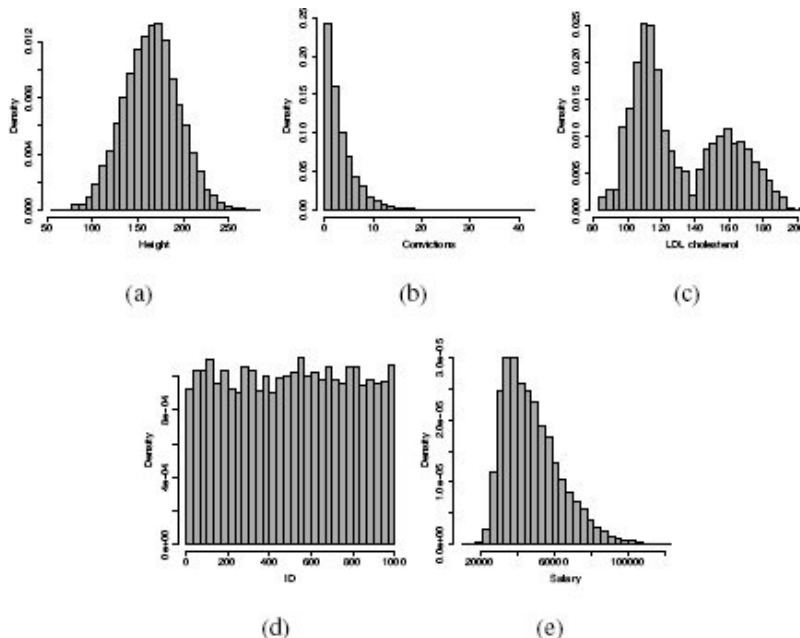 Density
0.000 0.004 0.008 0.012
50 100 150 200 250
Height
(a)
Density
0.00 0.05 0.10 0.15 0.20 0.25
0 10 20 30 40
Convictions
(b)
Density
0.000 0.005 0.010 0.015 0.020 0.025
80 100 120 140 160 180 200
LDL cholesterol
(c)
Density
0e+00 4e-04 8e-04
0 200 400 600 800 1000
ID
(d)
Density
0.0e+00 1.0e-05 2.0e-05 3.0e-05
20000 60000 100000
Salary
(e)